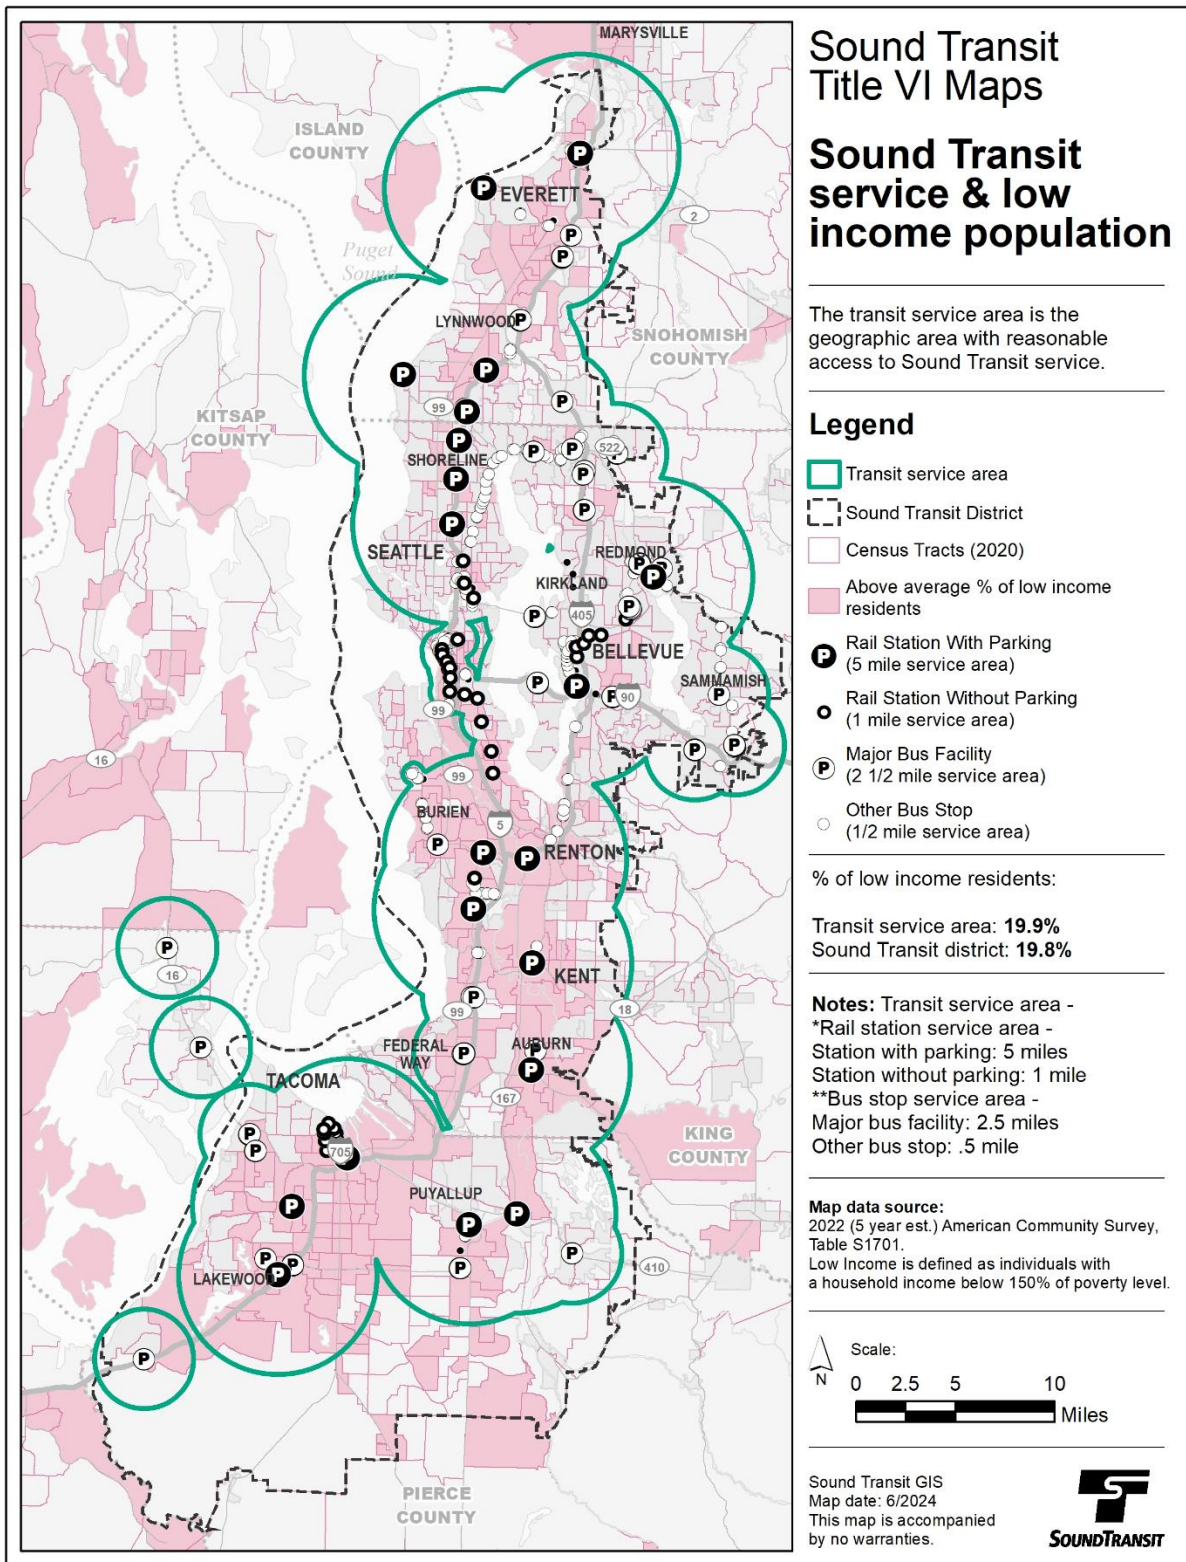 MARYSVILLE
ISLAND
COUNTY
EVERETT
2
Puget
Sound
LYNNWOOD
SNOHOMISH
COUNTY
KITSAP
COUNTY
99
SHORELINE
522
SEATTLE
REDMOND
KIRKLAND
405
BELLEVUE
SAMMAMISH
90
99
16
99
BURIEN
5
RENTON
16
KENT
99
18
FEDERAL
WAY
AUBURN
TACOMA
167
KING
COUNTY
705
PUYALLUP
LAKEWOOD
410
PIERCE
COUNTY
Sound Transit
Title VI Maps
Sound Transit
service & low
income population
The transit service area is the
geographic area with reasonable
access to Sound Transit service.
Legend
Transit service area
Sound Transit District
Census Tracts (2020)
Above average % of low income
residents
P Rail Station With Parking
(5 mile service area)
Rail Station Without Parking
(1 mile service area)
P Major Bus Facility
(2 1/2 mile service area)
Other Bus Stop
(1/2 mile service area)
% of low income residents:
Transit service area: 19.9%
Sound Transit district: 19.8%
Notes: Transit service area -
*Rail station service area -
Station with parking: 5 miles
Station without parking: 1 mile
**Bus stop service area -
Major bus facility: 2.5 miles
Other bus stop: .5 mile
Map data source:
2022 (5 year est.) American Community Survey,
Table S1701.
Low Income is defined as individuals with
a household income below 150% of poverty level.
N
Scale:
0 2.5 5 10
Miles
Sound Transit GIS
Map date: 6/2024
This map is accompanied
by no warranties.
SOUNDTRANSIT